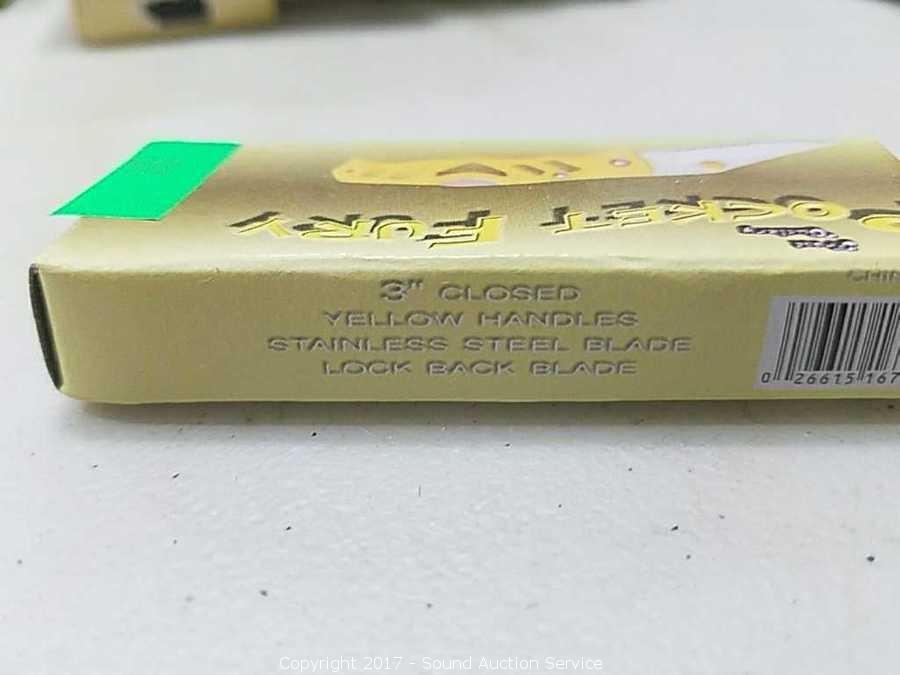 POCKET FURY
3" CLOSED
YELLOW HANDLES
STAINLESS STEEL BLADE
LOCK BACK BLADE
CHIN
0 26615 167
Copyright 2017 - Sound Auction Service